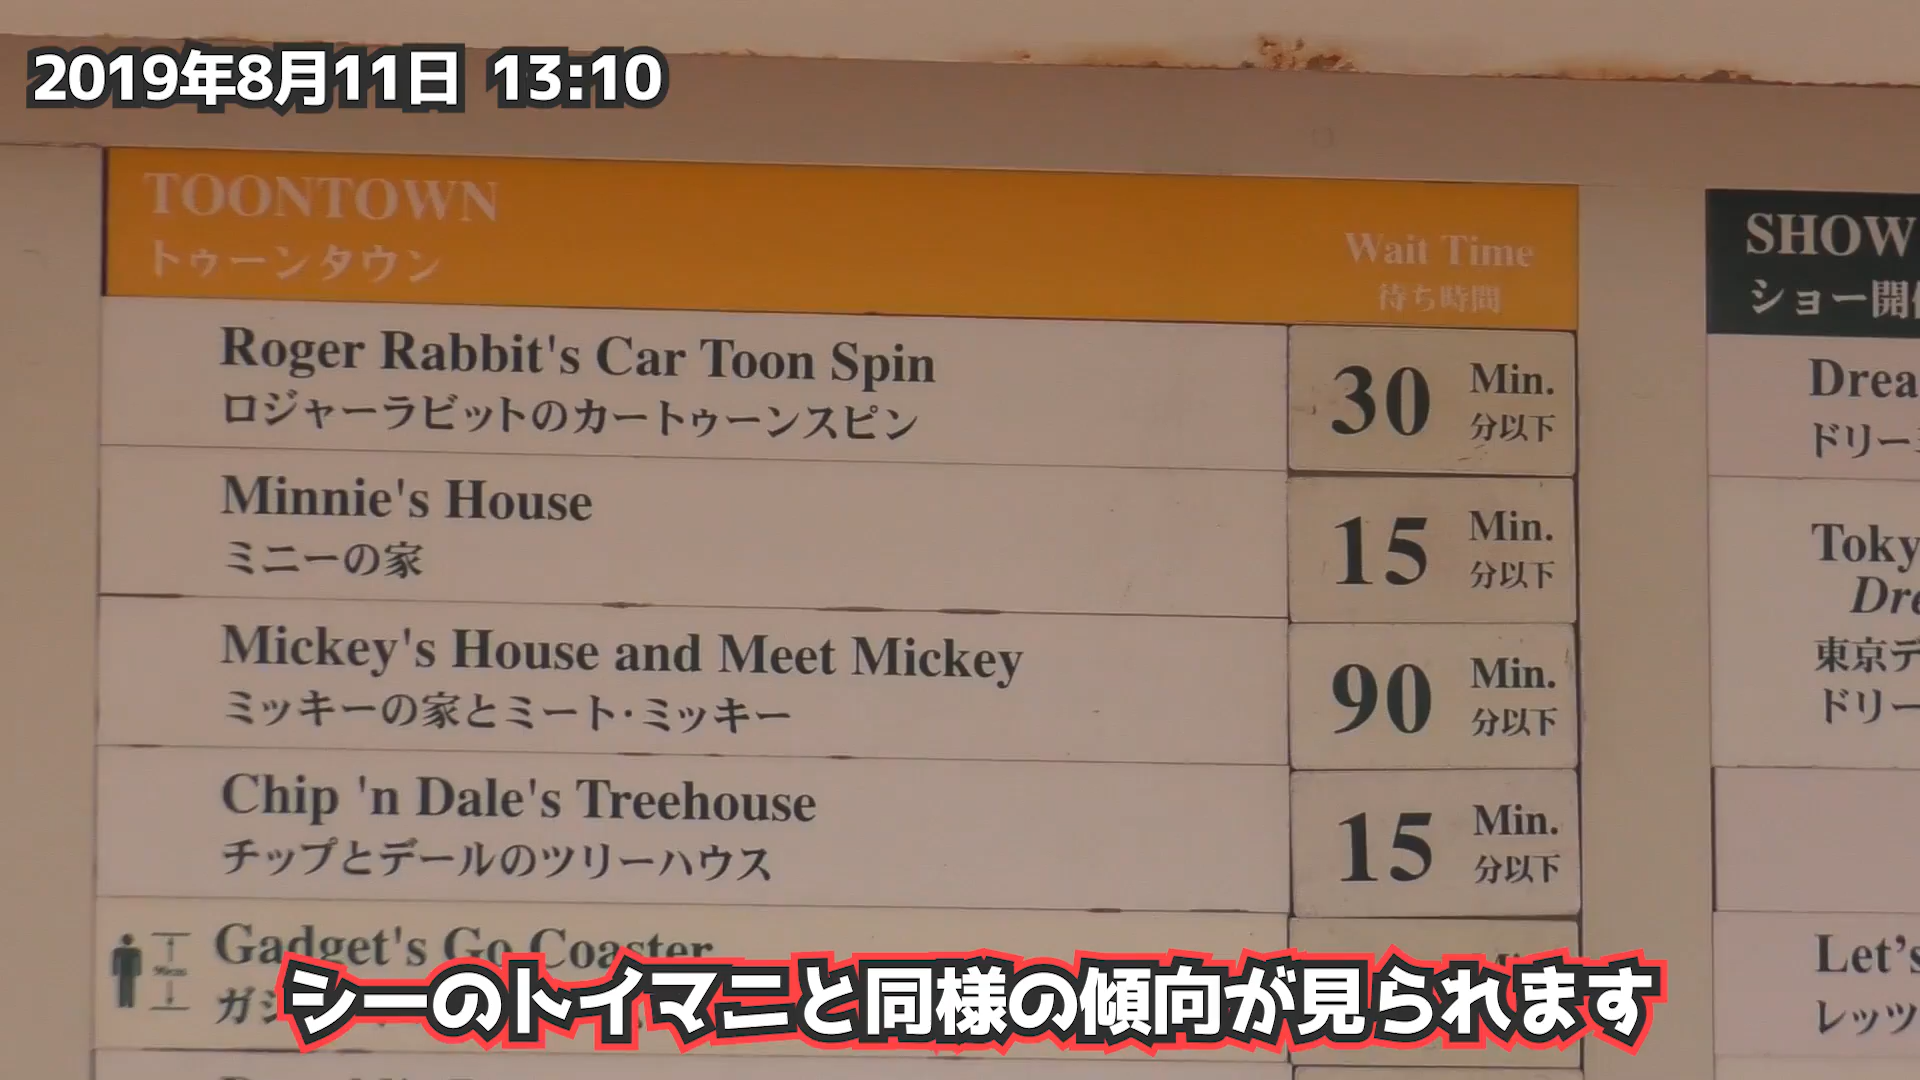 2019年8月11日 13:10
TOONTOWN
トゥーンタウン
Wait Time
待ち時間
Roger Rabbit's Car Toon Spin
ロジャーラビットのカートゥーンスピン
30 Min.
分以下
Minnie's House
ミニーの家
15 Min.
分以下
Mickey's House and Meet Mickey
ミッキーの家とミート・ミッキー
90 Min.
分以下
Chip 'n Dale's Treehouse
チップとデールのツリーハウス
15 Min.
分以下
Gadget's Go Coaster
SHOW
ショー開
Drea
ドリー
Toky
Dre
東京デ
ドリー
Let's
レッツ
シーのトイマニと同様の傾向が見られます